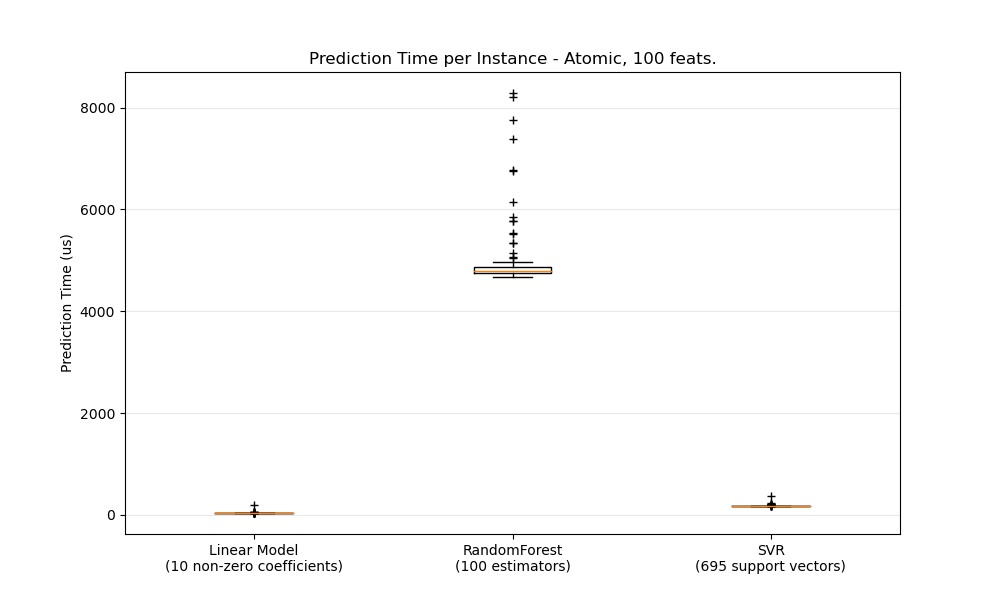 Prediction Time per Instance - Atomic, 100 feats.
Prediction Time (us)
8000
6000
4000
2000
0
Linear Model
(10 non-zero coefficients)
RandomForest
(100 estimators)
SVR
(695 support vectors)